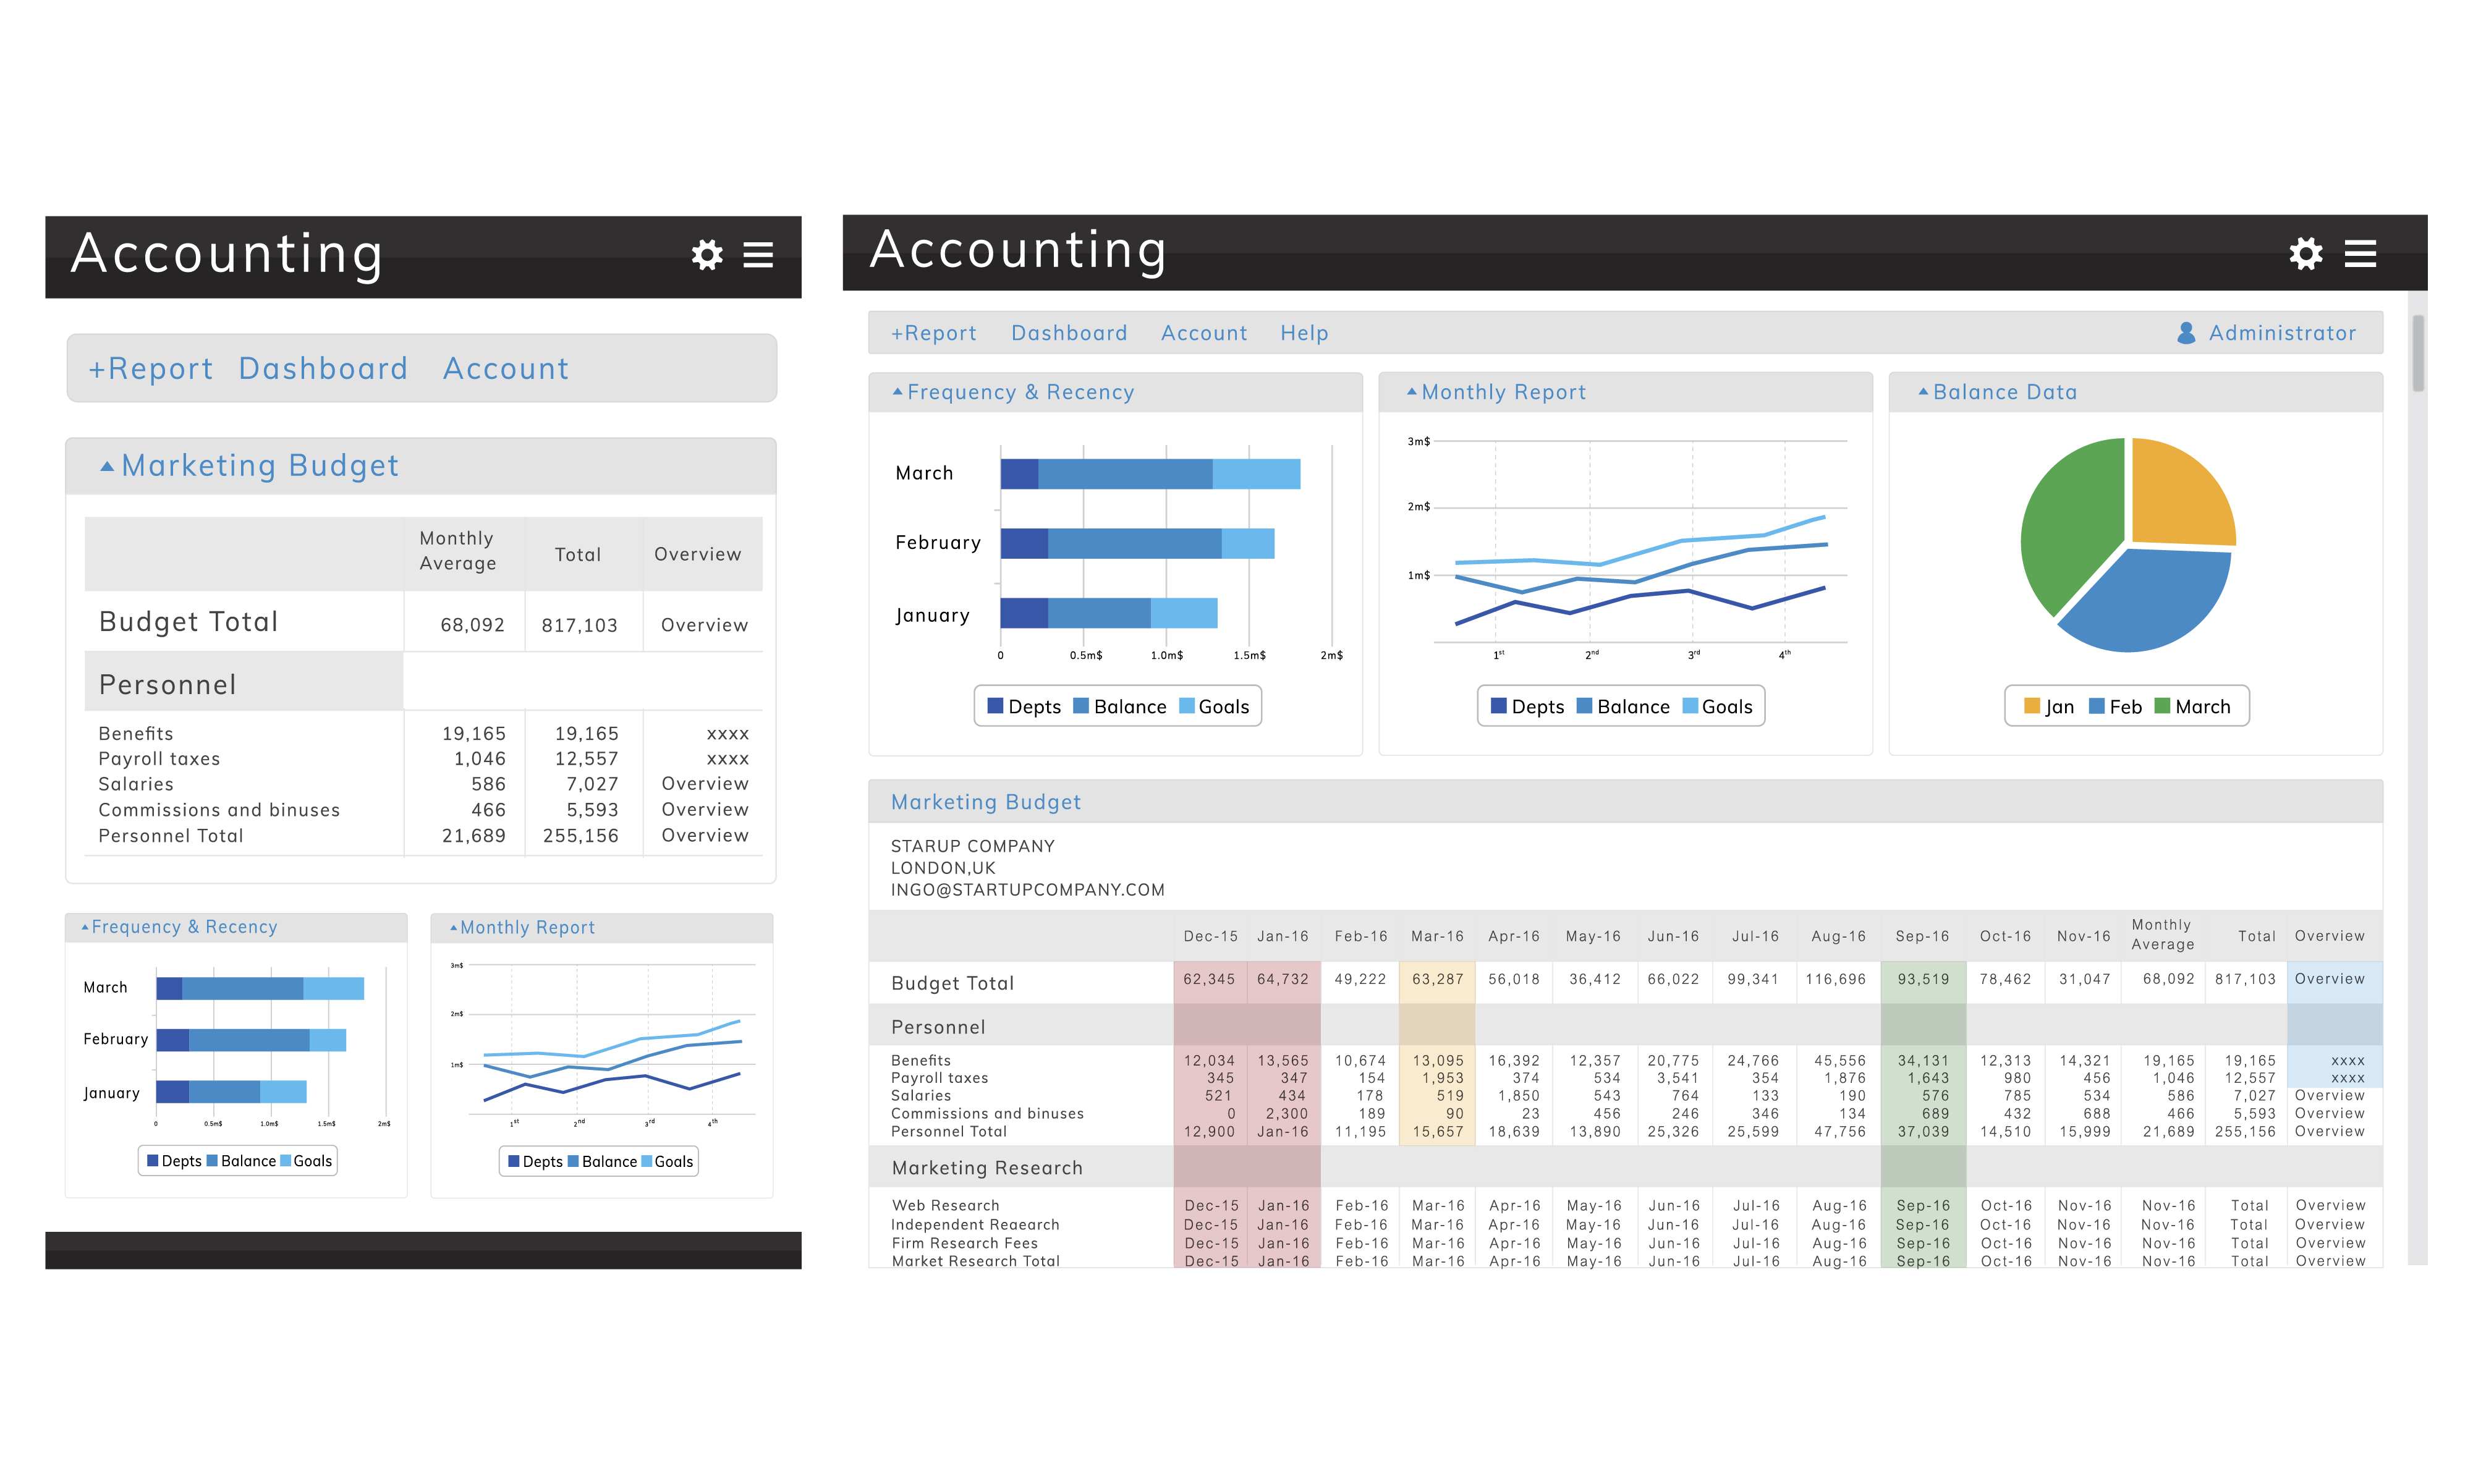 Accounting
+Report Dashboard Account
Marketing Budget
Monthly Average Total Overview
Budget Total 68,092 817,103 Overview
Personnel
Benefits 19,165 19,165 xxxx
Payroll taxes 1,046 12,557 xxxx
Salaries 586 7,027 Overview
Commissions and binuses 466 5,593 Overview
Personnel Total 21,689 255,156 Overview
Frequency & Recency
March
February
January
0 0.5m$ 1.0m$ 1.5m$ 2m$
Depts Balance Goals
Monthly Report
3m$
2m$
1m$
1st 2nd 3rd 4th
Depts Balance Goals
Accounting
+Report Dashboard Account Help Administrator
Frequency & Recency
March
February
January
0 0.5m$ 1.0m$ 1.5m$ 2m$
Depts Balance Goals
Monthly Report
3m$
2m$
1m$
1st 2nd 3rd 4th
Depts Balance Goals
Balance Data
Jan Feb March
Marketing Budget
STARUP COMPANY
LONDON,UK
INGO@STARTUPCOMPANY.COM
Dec-15 Jan-16 Feb-16 Mar-16 Apr-16 May-16 Jun-16 Jul-16 Aug-16 Sep-16 Oct-16 Nov-16 Monthly Average Total Overview
Budget Total 62,345 64,732 49,222 63,287 56,018 36,412 66,022 99,341 116,696 93,519 78,462 31,047 68,092 817,103 Overview
Personnel
Benefits 12,034 13,565 10,674 13,095 16,392 12,357 20,775 24,766 45,556 34,131 12,313 14,321 19,165 19,165 xxxx
Payroll taxes 345 347 154 1,953 374 534 3,541 354 1,876 1,643 980 456 1,046 12,557 xxxx
Salaries 521 434 178 519 1,850 543 764 133 190 576 785 534 586 7,027 Overview
Commissions and binuses 0 2,300 189 90 23 456 246 346 134 689 432 688 466 5,593 Overview
Personnel Total 12,900 Jan-16 11,195 15,657 18,639 13,890 25,326 25,599 47,756 37,039 14,510 15,999 21,689 255,156 Overview
Marketing Research
Web Research Dec-15 Jan-16 Feb-16 Mar-16 Apr-16 May-16 Jun-16 Jul-16 Aug-16 Sep-16 Oct-16 Nov-16 Nov-16 Total Overview
Independent Reaearch Dec-15 Jan-16 Feb-16 Mar-16 Apr-16 May-16 Jun-16 Jul-16 Aug-16 Sep-16 Oct-16 Nov-16 Nov-16 Total Overview
Firm Research Fees Dec-15 Jan-16 Feb-16 Mar-16 Apr-16 May-16 Jun-16 Jul-16 Aug-16 Sep-16 Oct-16 Nov-16 Nov-16 Total Overview
Market Research Total Dec-15 Jan-16 Feb-16 Mar-16 Apr-16 May-16 Jun-16 Jul-16 Aug-16 Sep-16 Oct-16 Nov-16 Nov-16 Total Overview